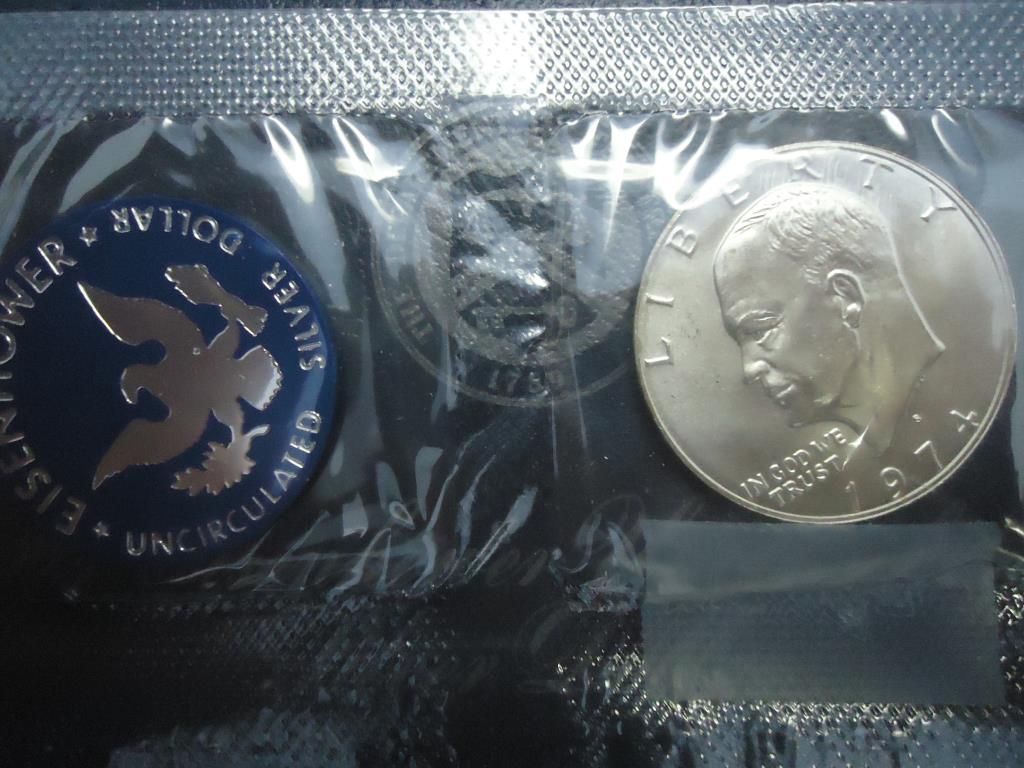 EISENHOWER
★ UNCIRCULATED SILVER DOLLAR ★
LIBERTY
IN GOD WE
TRUST
1974